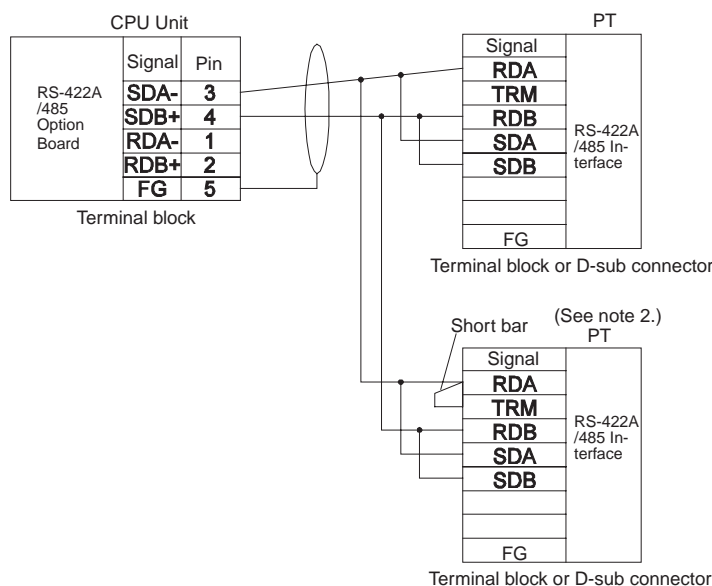 CPU Unit
RS-422A
/485
Option
Board
Signal Pin
SDA- 3
SDB+ 4
RDA- 1
RDB+ 2
FG 5
Terminal block
PT
Signal
RDA
TRM
RDB
SDA
SDB
FG
RS-422A
/485 In-
terface
Terminal block or D-sub connector
Short bar
(See note 2.)
PT
Signal
RDA
TRM
RDB
SDA
SDB
FG
RS-422A
/485 In-
terface
Terminal block or D-sub connector